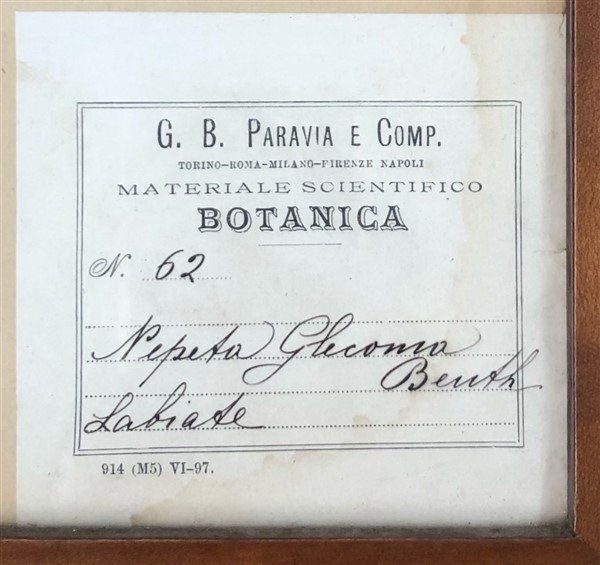 G. B. PARAVIA E COMP.
TORINO-ROMA-MILANO-FIRENZE NAPOLI
MATERIALE SCIENTIFICO
BOTANICA
N. 62
Nepeta Glecoma
Benth
Labiate
914 (M5) VI-97.